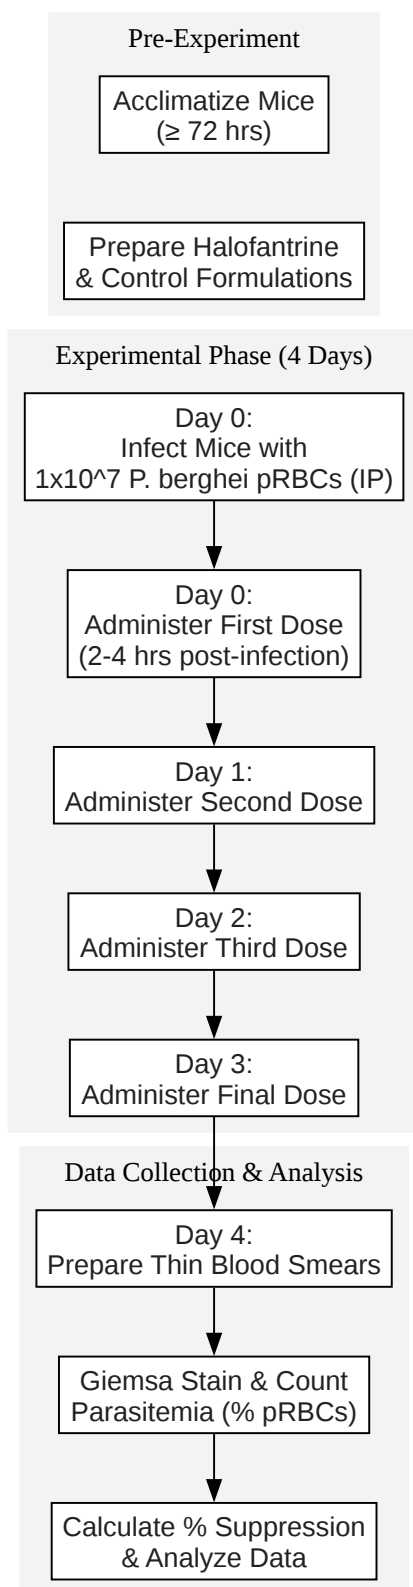 Pre-Experiment
Acclimatize Mice
(≥ 72 hrs)
Prepare Halofantrine
& Control Formulations
Experimental Phase (4 Days)
Day 0:
Infect Mice with
1x10^7 P. berghei pRBCs (IP)
Day 0:
Administer First Dose
(2-4 hrs post-infection)
Day 1:
Administer Second Dose
Day 2:
Administer Third Dose
Day 3:
Administer Final Dose
Data Collection & Analysis
Day 4:
Prepare Thin Blood Smears
Giemsa Stain & Count
Parasitemia (% pRBCs)
Calculate % Suppression
& Analyze Data